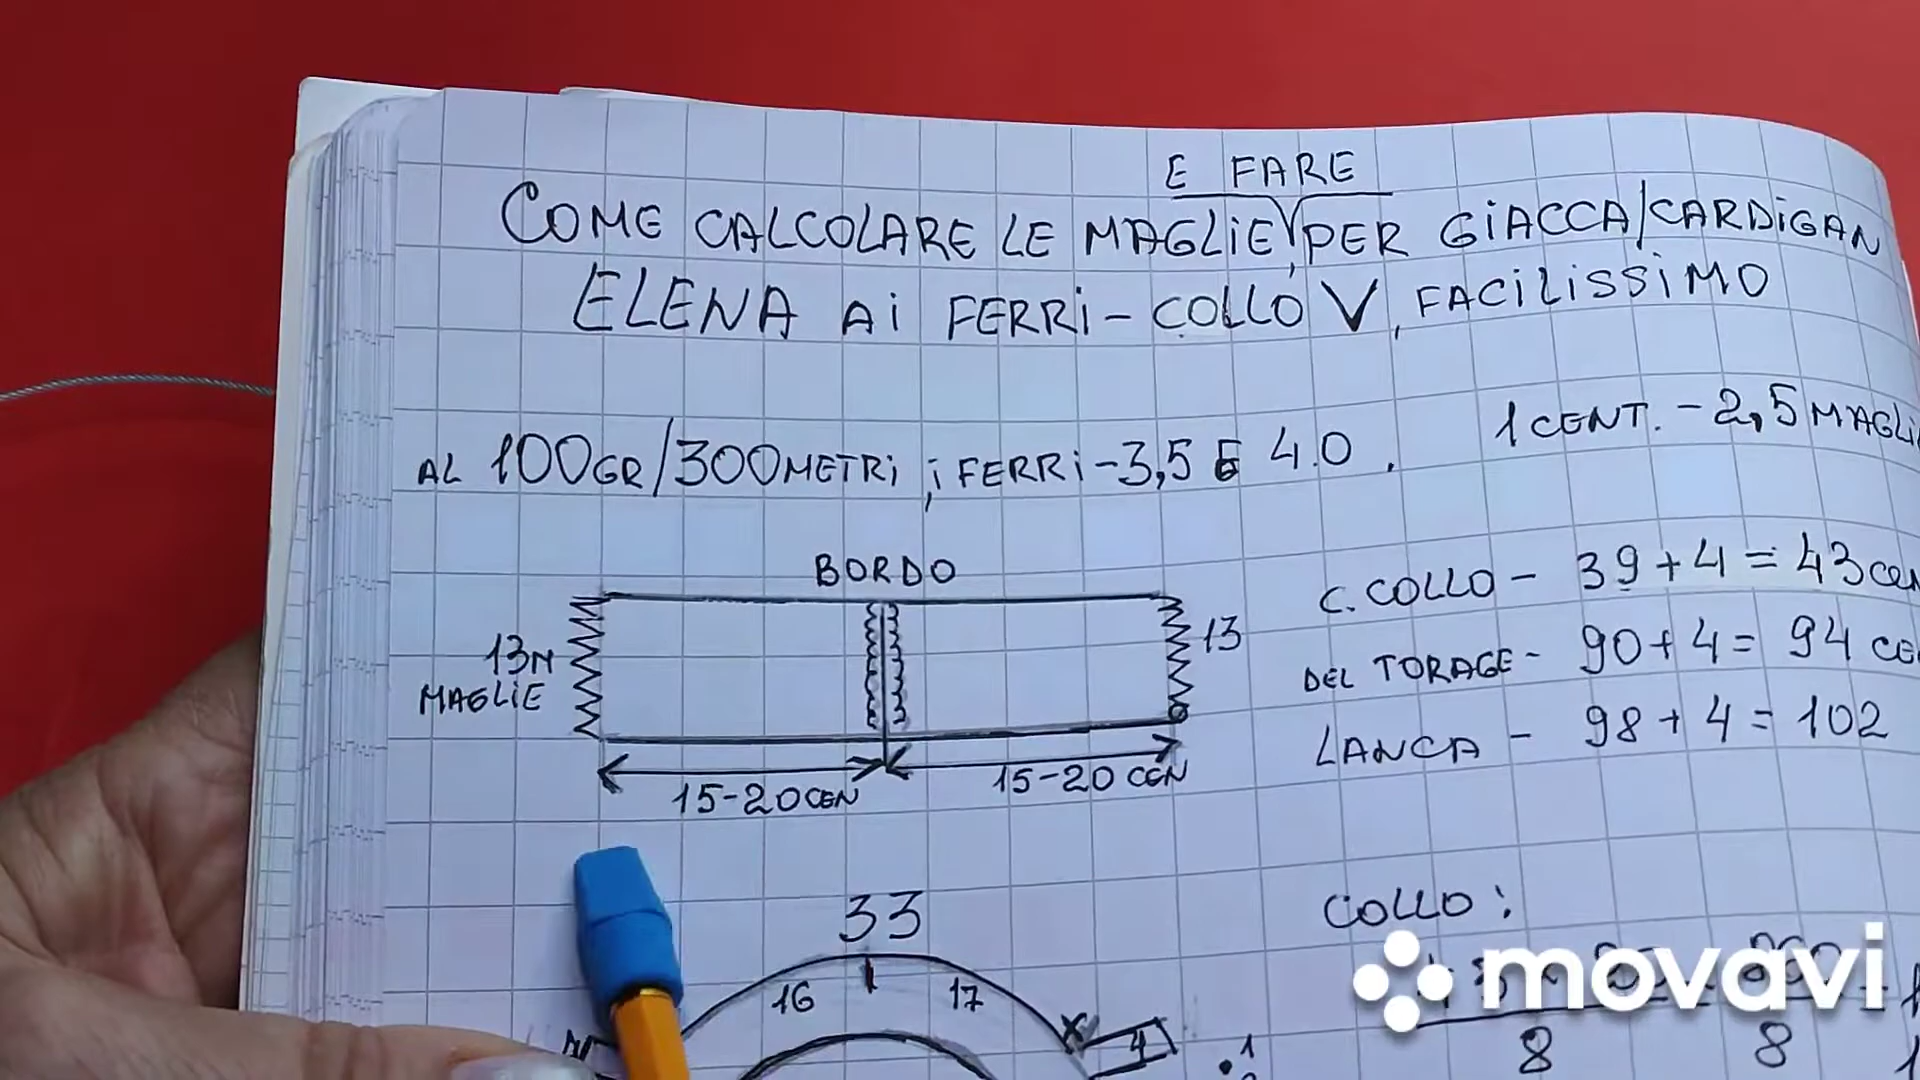 E FARE
COME CALCOLARE LE MAGLIE, PER GIACCA/CARDIGAN
ELENA AI FERRI-COLLO V, FACILISSIMO
AL 100GR/300METRI, i FERRI-3,5 E 4.0.
1 CENT. - 2,5 MAGLI
BORDO
13N
MAGLIE
13
15-20 CEN
15-20 CEN
C. COLLO - 39+4=43 CEN
DEL TORAGE - 90+4=94 CE
LANCA - 98+4=102
33
16
17
4
COLLO:
8
8
movavi